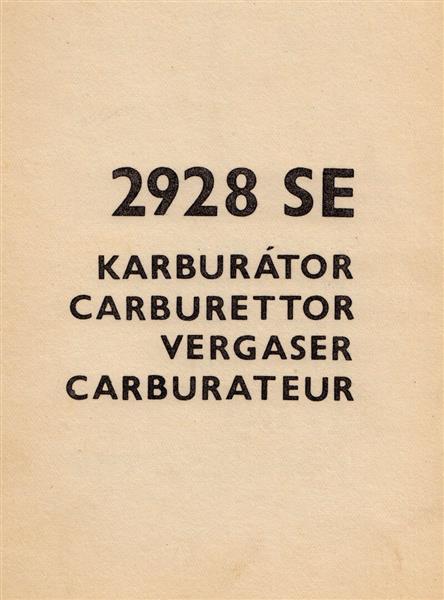 2928 SE
KARBURÁTOR
CARBURETTOR
VERGASER
CARBURATEUR